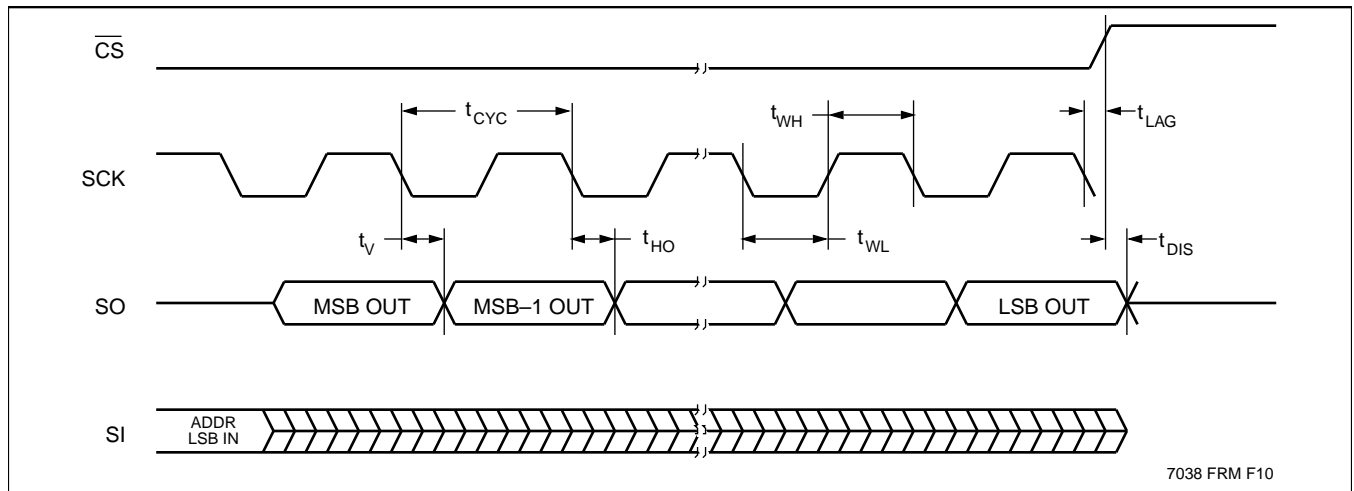 CS
tCYC
tWH
tLAG
SCK
tV
tHO
tWL
tDIS
SO
MSB OUT
MSB–1 OUT
LSB OUT
SI
ADDR
LSB IN
7038 FRM F10